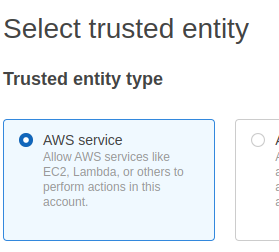 Select trusted entity
Trusted entity type
AWS service
Allow AWS services like
EC2, Lambda, or others to
perform actions in this
account.